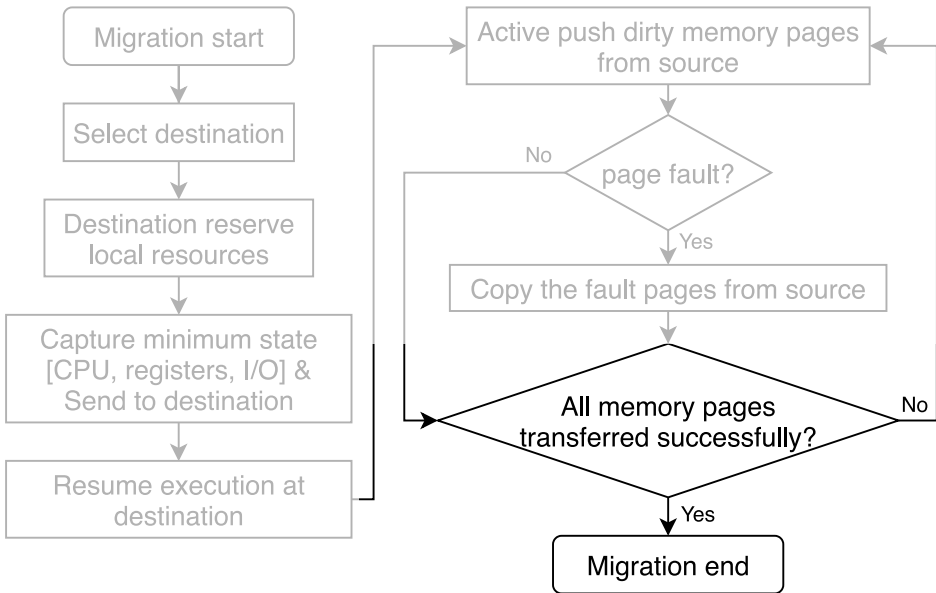 Migration start
Select destination
Destination reserve
local resources
Capture minimum state
[CPU, registers, I/O] &
Send to destination
Resume execution at
destination
Active push dirty memory pages
from source
No
page fault?
Yes
Copy the fault pages from source
All memory pages
transferred successfully?
No
Yes
Migration end